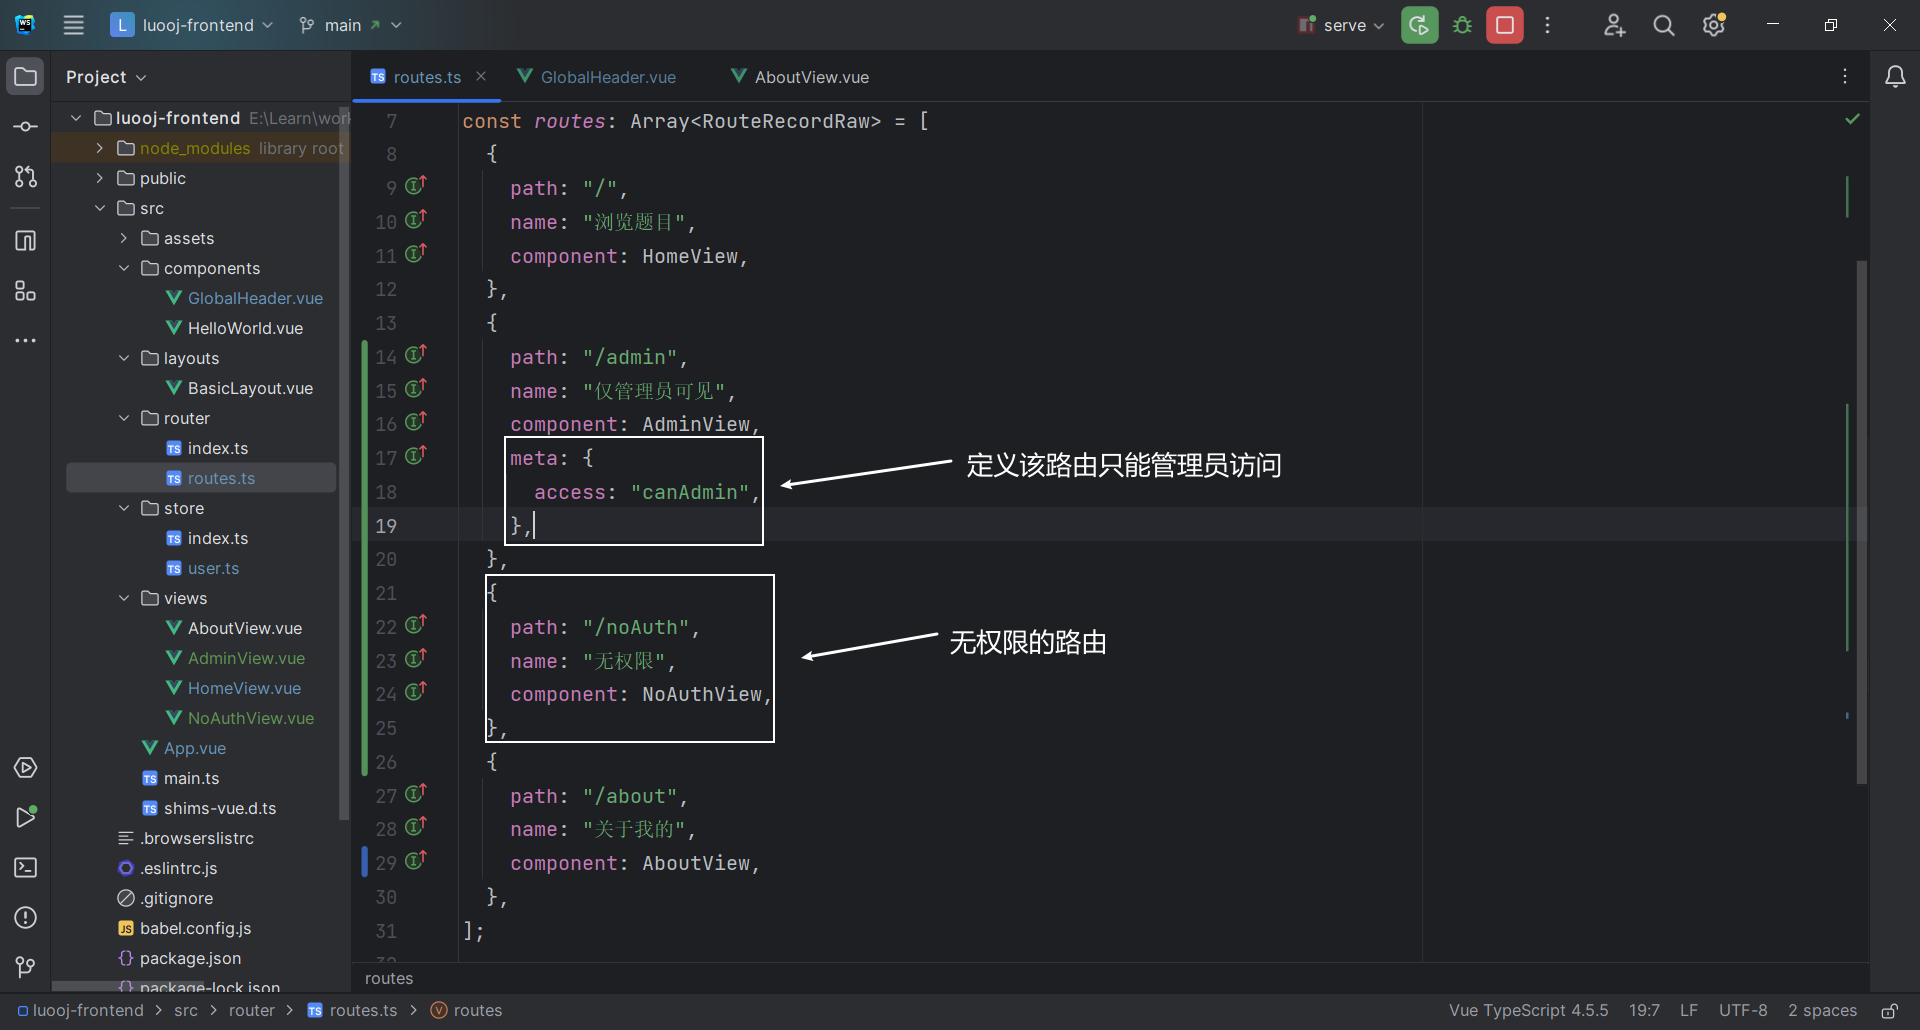 L luooj-frontend main serve
Project
routes.ts GlobalHeader.vue AboutView.vue
luooj-frontend E:\Learn\work
node_modules library root
public
src
assets
components
GlobalHeader.vue
HelloWorld.vue
layouts
BasicLayout.vue
router
index.ts
routes.ts
store
index.ts
user.ts
views
AboutView.vue
AdminView.vue
HomeView.vue
NoAuthView.vue
App.vue
main.ts
shims-vue.d.ts
.browserslistrc
.eslintrc.js
.gitignore
babel.config.js
package.json
package-lock.json
7 const routes: Array<RouteRecordRaw> = [
8 {
9 path: "/",
10 name: "浏览题目",
11 component: HomeView,
12 },
13 {
14 path: "/admin",
15 name: "仅管理员可见",
16 component: AdminView,
17 meta: {
18 access: "canAdmin",
19 },
20 },
21 {
22 path: "/noAuth",
23 name: "无权限",
24 component: NoAuthView,
25 },
26 {
27 path: "/about",
28 name: "关于我的",
29 component: AboutView,
30 },
31 ];
定义该路由只能管理员访问
无权限的路由
routes
luooj-frontend > src > router > routes.ts > routes
Vue TypeScript 4.5.5 19:7 LF UTF-8 2 spaces